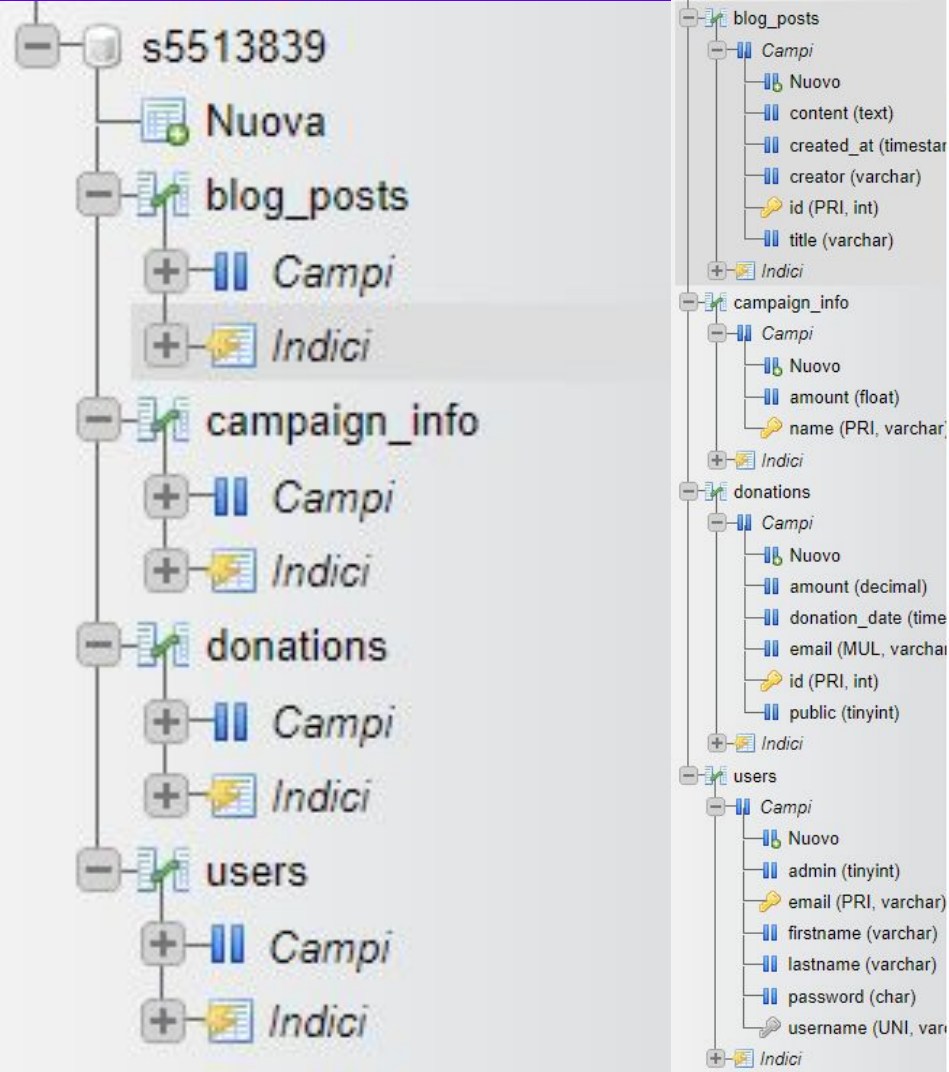 s5513839
Nuova
blog_posts
Campi
Indici
campaign_info
Campi
Indici
donations
Campi
Indici
users
Campi
Indici
blog_posts
Campi
Nuovo
content (text)
created_at (timestar
creator (varchar)
id (PRI, int)
title (varchar)
Indici
campaign_info
Campi
Nuovo
amount (float)
name (PRI, varchar)
Indici
donations
Campi
Nuovo
amount (decimal)
donation_date (time
email (MUL, varchar
id (PRI, int)
public (tinyint)
Indici
users
Campi
Nuovo
admin (tinyint)
email (PRI, varchar)
firstname (varchar)
lastname (varchar)
password (char)
username (UNI, varc
Indici